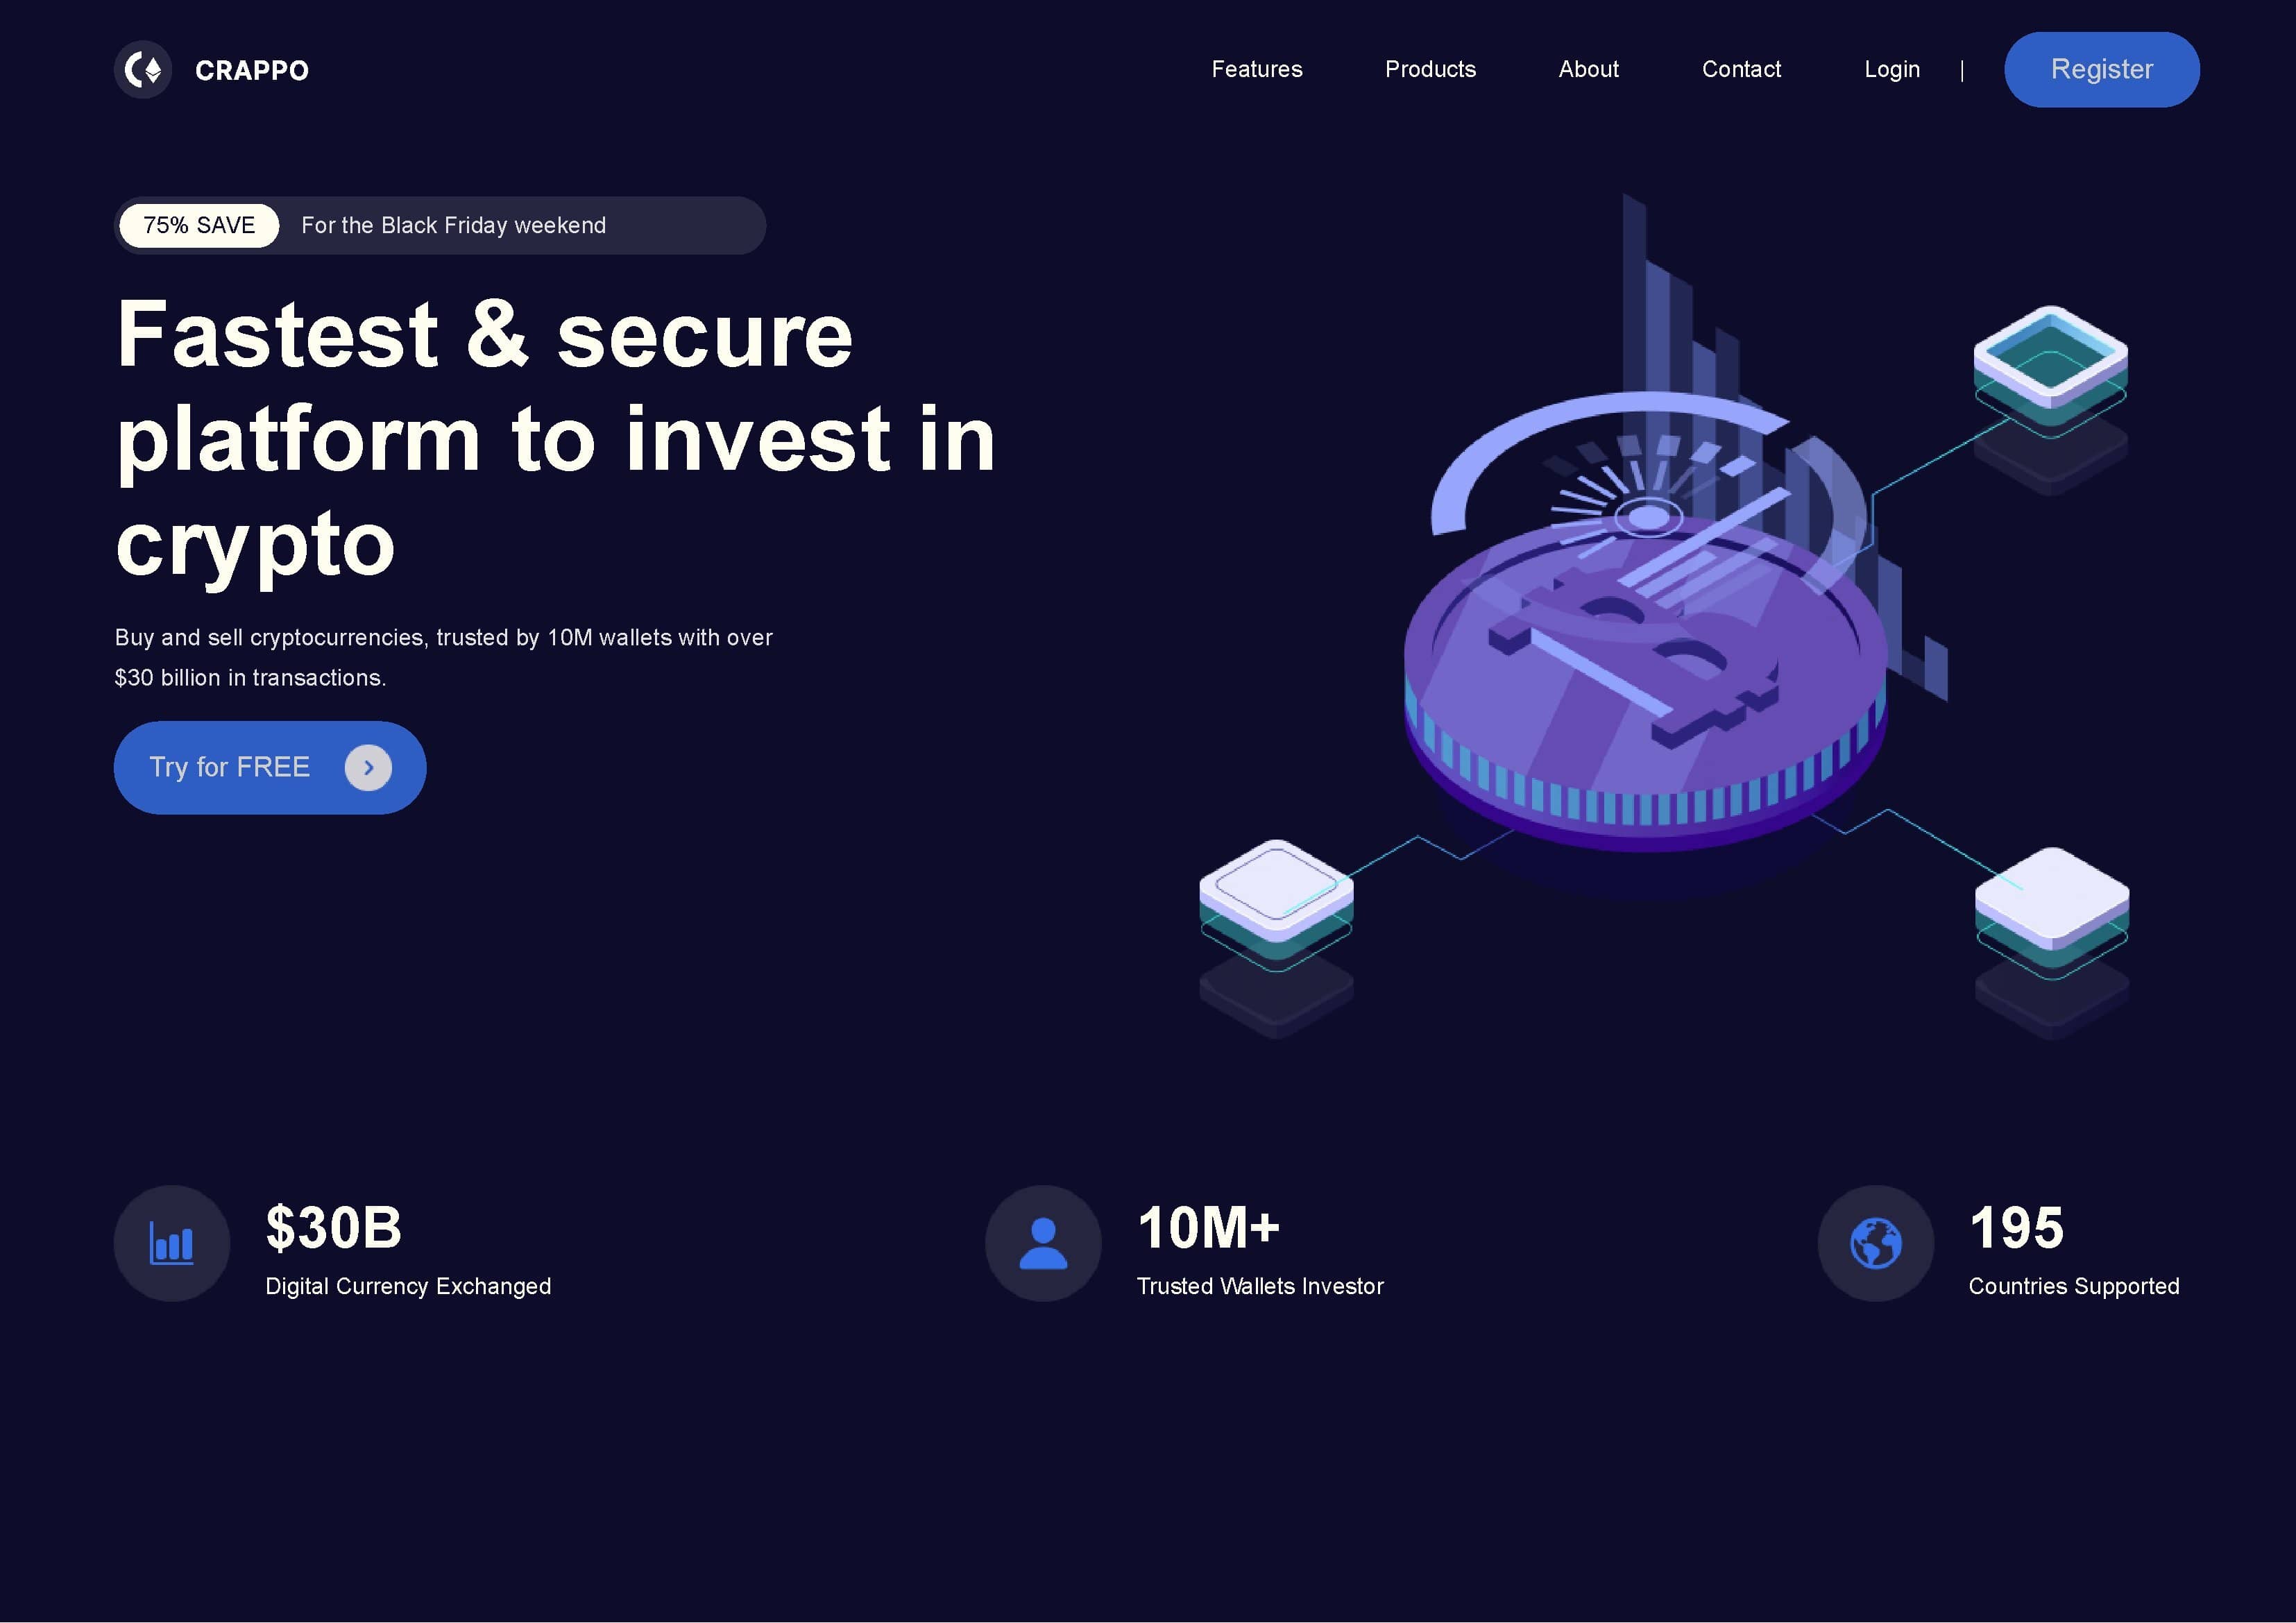 CRAPPO
Features
Products
About
Contact
Login
|
Register
75% SAVE
For the Black Friday weekend
Fastest & secure
platform to invest in
crypto
Buy and sell cryptocurrencies, trusted by 10M wallets with over
$30 billion in transactions.
Try for FREE
$30B
Digital Currency Exchanged
10M+
Trusted Wallets Investor
195
Countries Supported